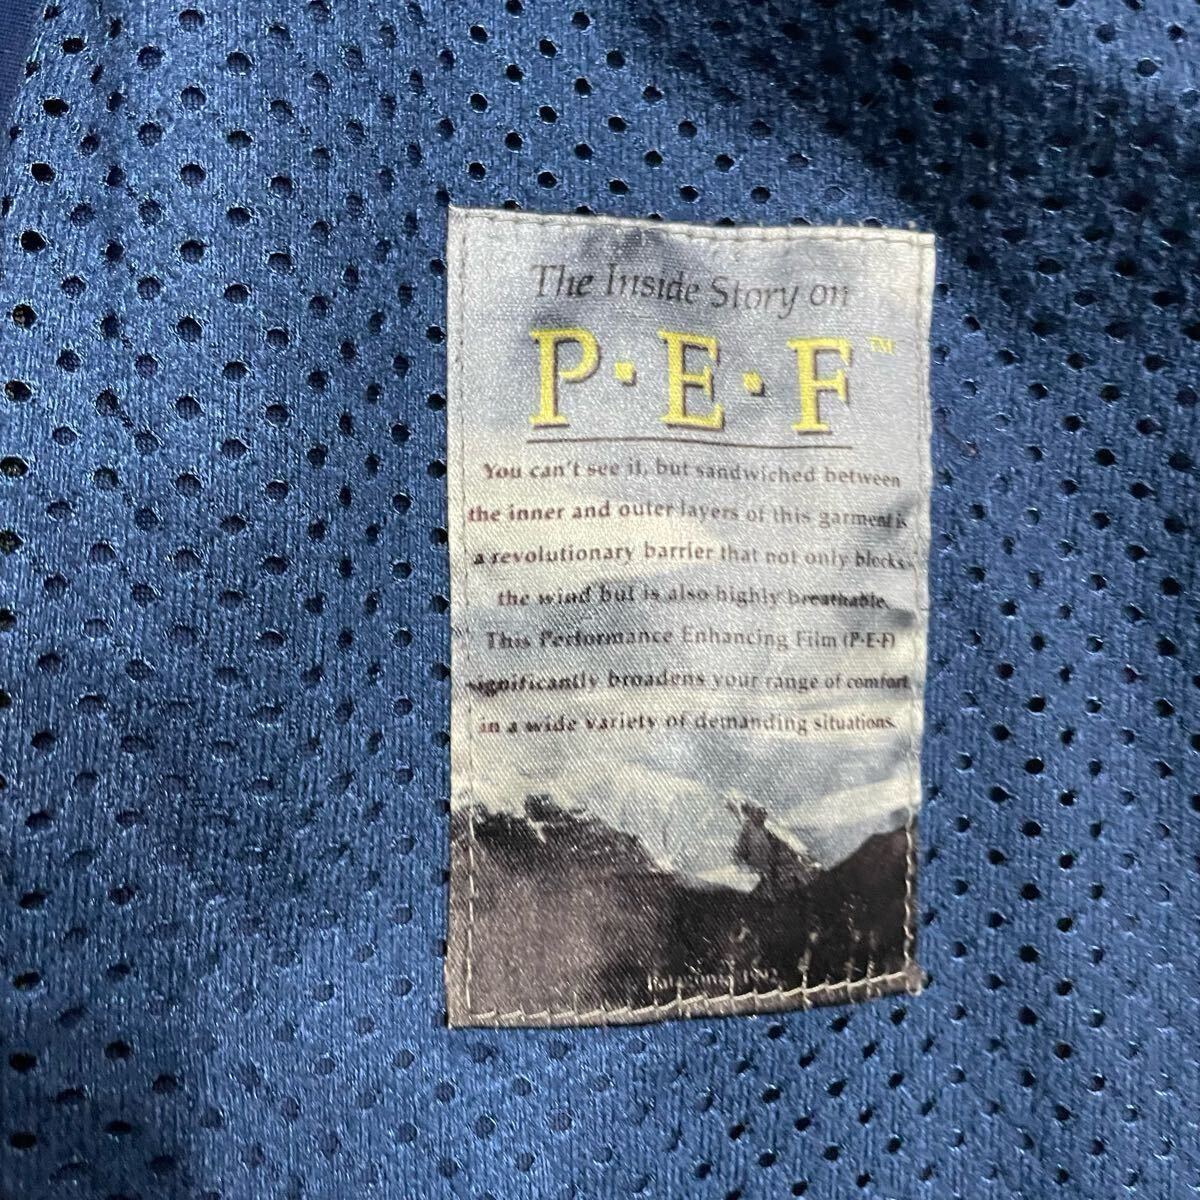 The Inside Story on
P·E·F™
You can't see it, but sandwiched between
the inner and outer layers of this garment is
a revolutionary barrier that not only blocks
the wind but is also highly breathable.
This Performance Enhancing Film (P·E·F)
significantly broadens your range of comfort
in a wide variety of demanding situations.
Patagonia